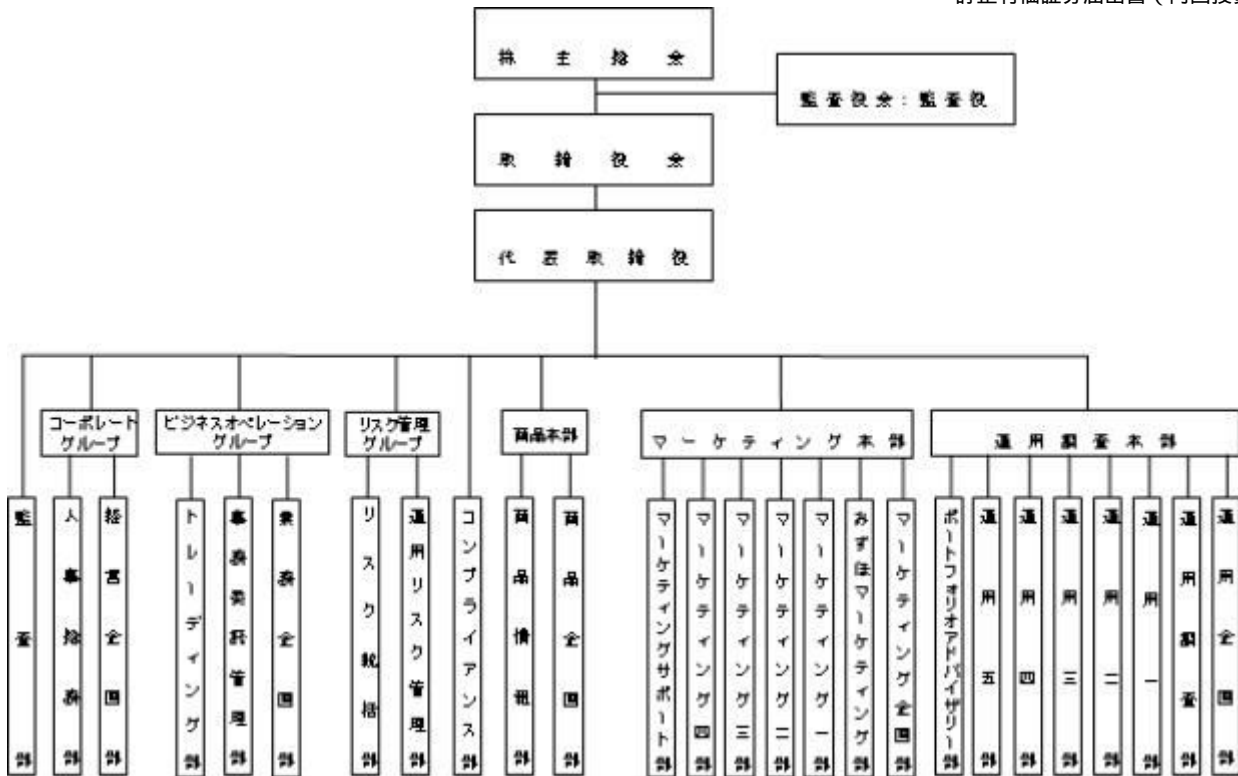 株主総会
監査役会:監査役
取締役会
代表取締役
コーポレート
グループ
ビジネスオペレーション
グループ
リスク管理
グループ
商品本部
マーケティング本部
運用調査本部
監査部
人事総務部
経営企画部
トレーディング部
事務委託管理部
業務企画部
リスク統括部
運用リスク管理部
コンプライアンス部
商品情報部
商品企画部
マーケティングサポート部
マーケティング四部
マーケティング三部
マーケティング二部
マーケティング一部
みずほマーケティング部
マーケティング企画部
ポートフォリオアドバイザリー部
運用五部
運用四部
運用三部
運用二部
運用一部
運用調査部
運用企画部